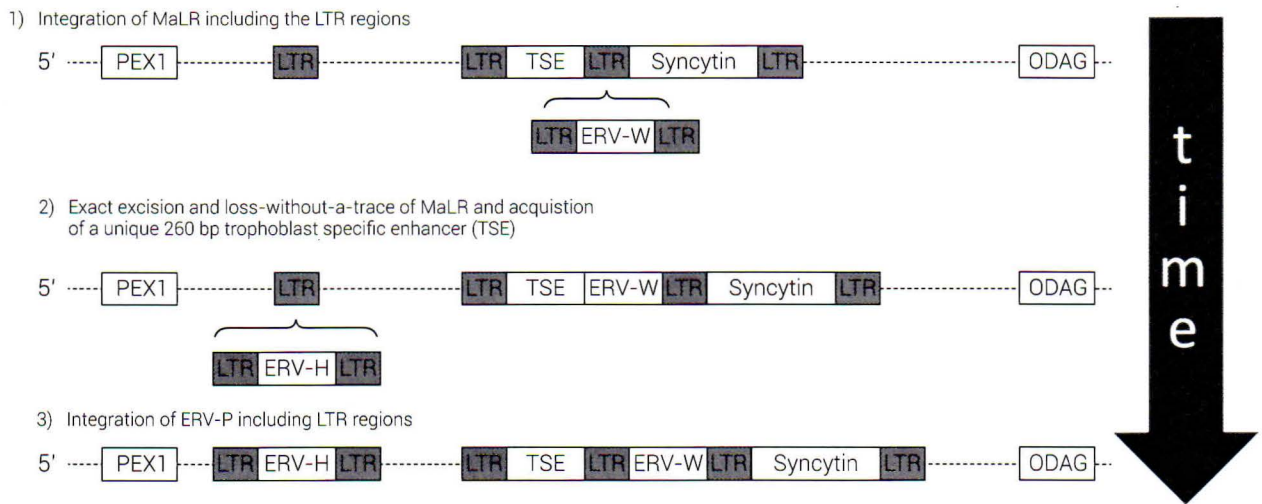 1) Integration of MaLR including the LTR regions
5' PEX1 LTR LTR TSE LTR Syncytin LTR ODAG
LTR ERV-W LTR
2) Exact excision and loss-without-a-trace of MaLR and acquistion
of a unique 260 bp trophoblast specific enhancer (TSE)
5' PEX1 LTR LTR TSE ERV-W LTR Syncytin LTR ODAG
LTR ERV-H LTR
3) Integration of ERV-P including LTR regions
5' PEX1 LTR ERV-H LTR LTR TSE LTR ERV-W LTR Syncytin LTR ODAG
time